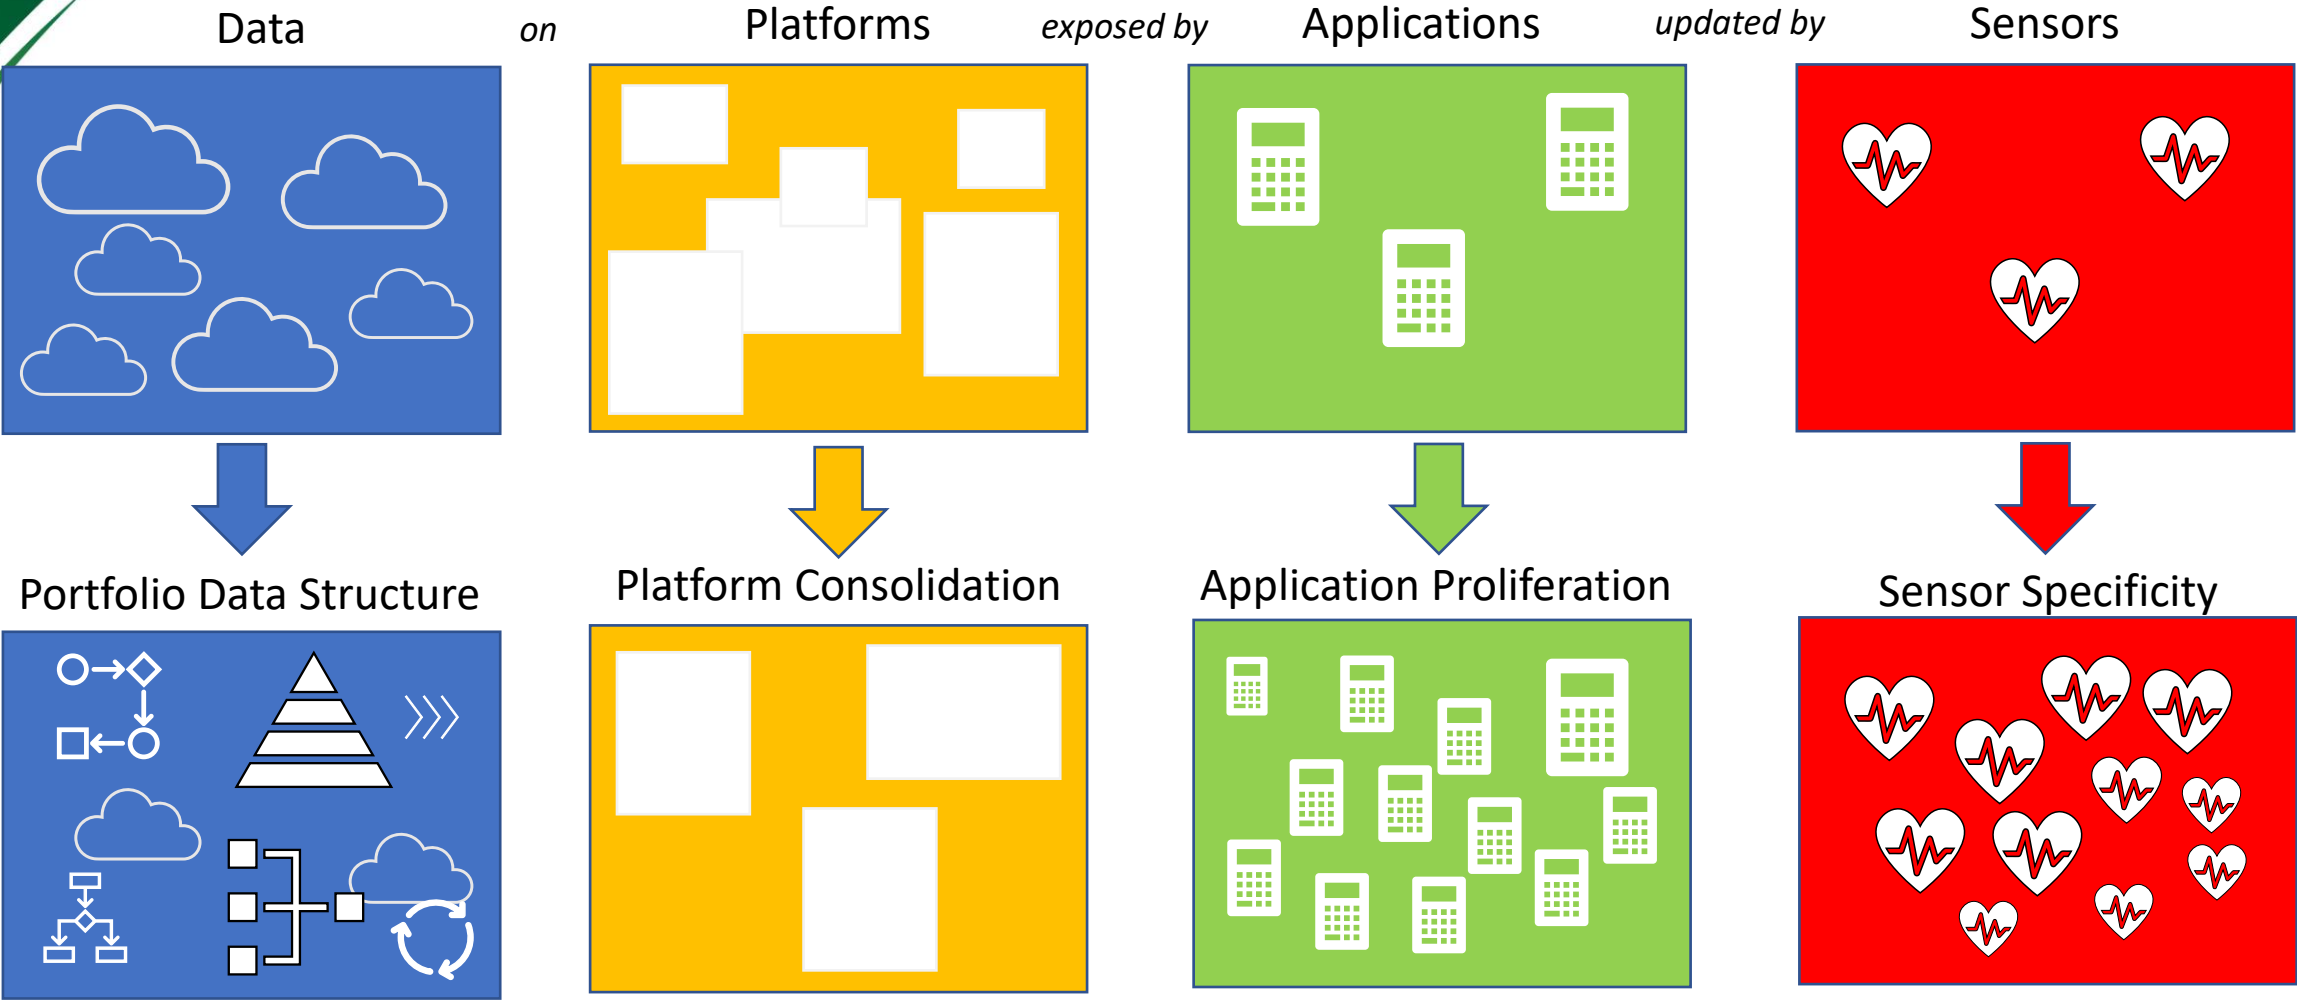 Data on Platforms exposed by Applications updated by Sensors
Portfolio Data Structure
Platform Consolidation
Application Proliferation
Sensor Specificity